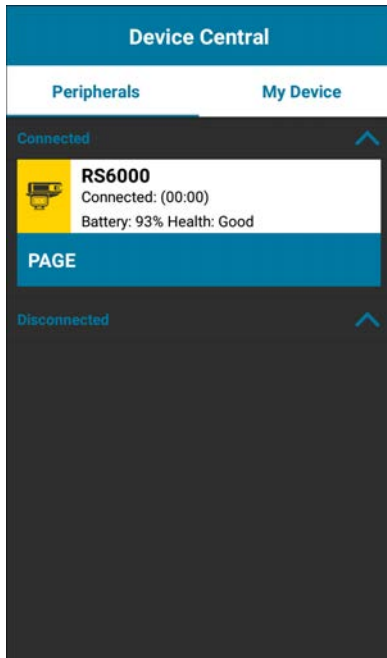 Device Central
Peripherals My Device
Connected
RS6000
Connected: (00:00)
Battery: 93% Health: Good
PAGE
Disconnected